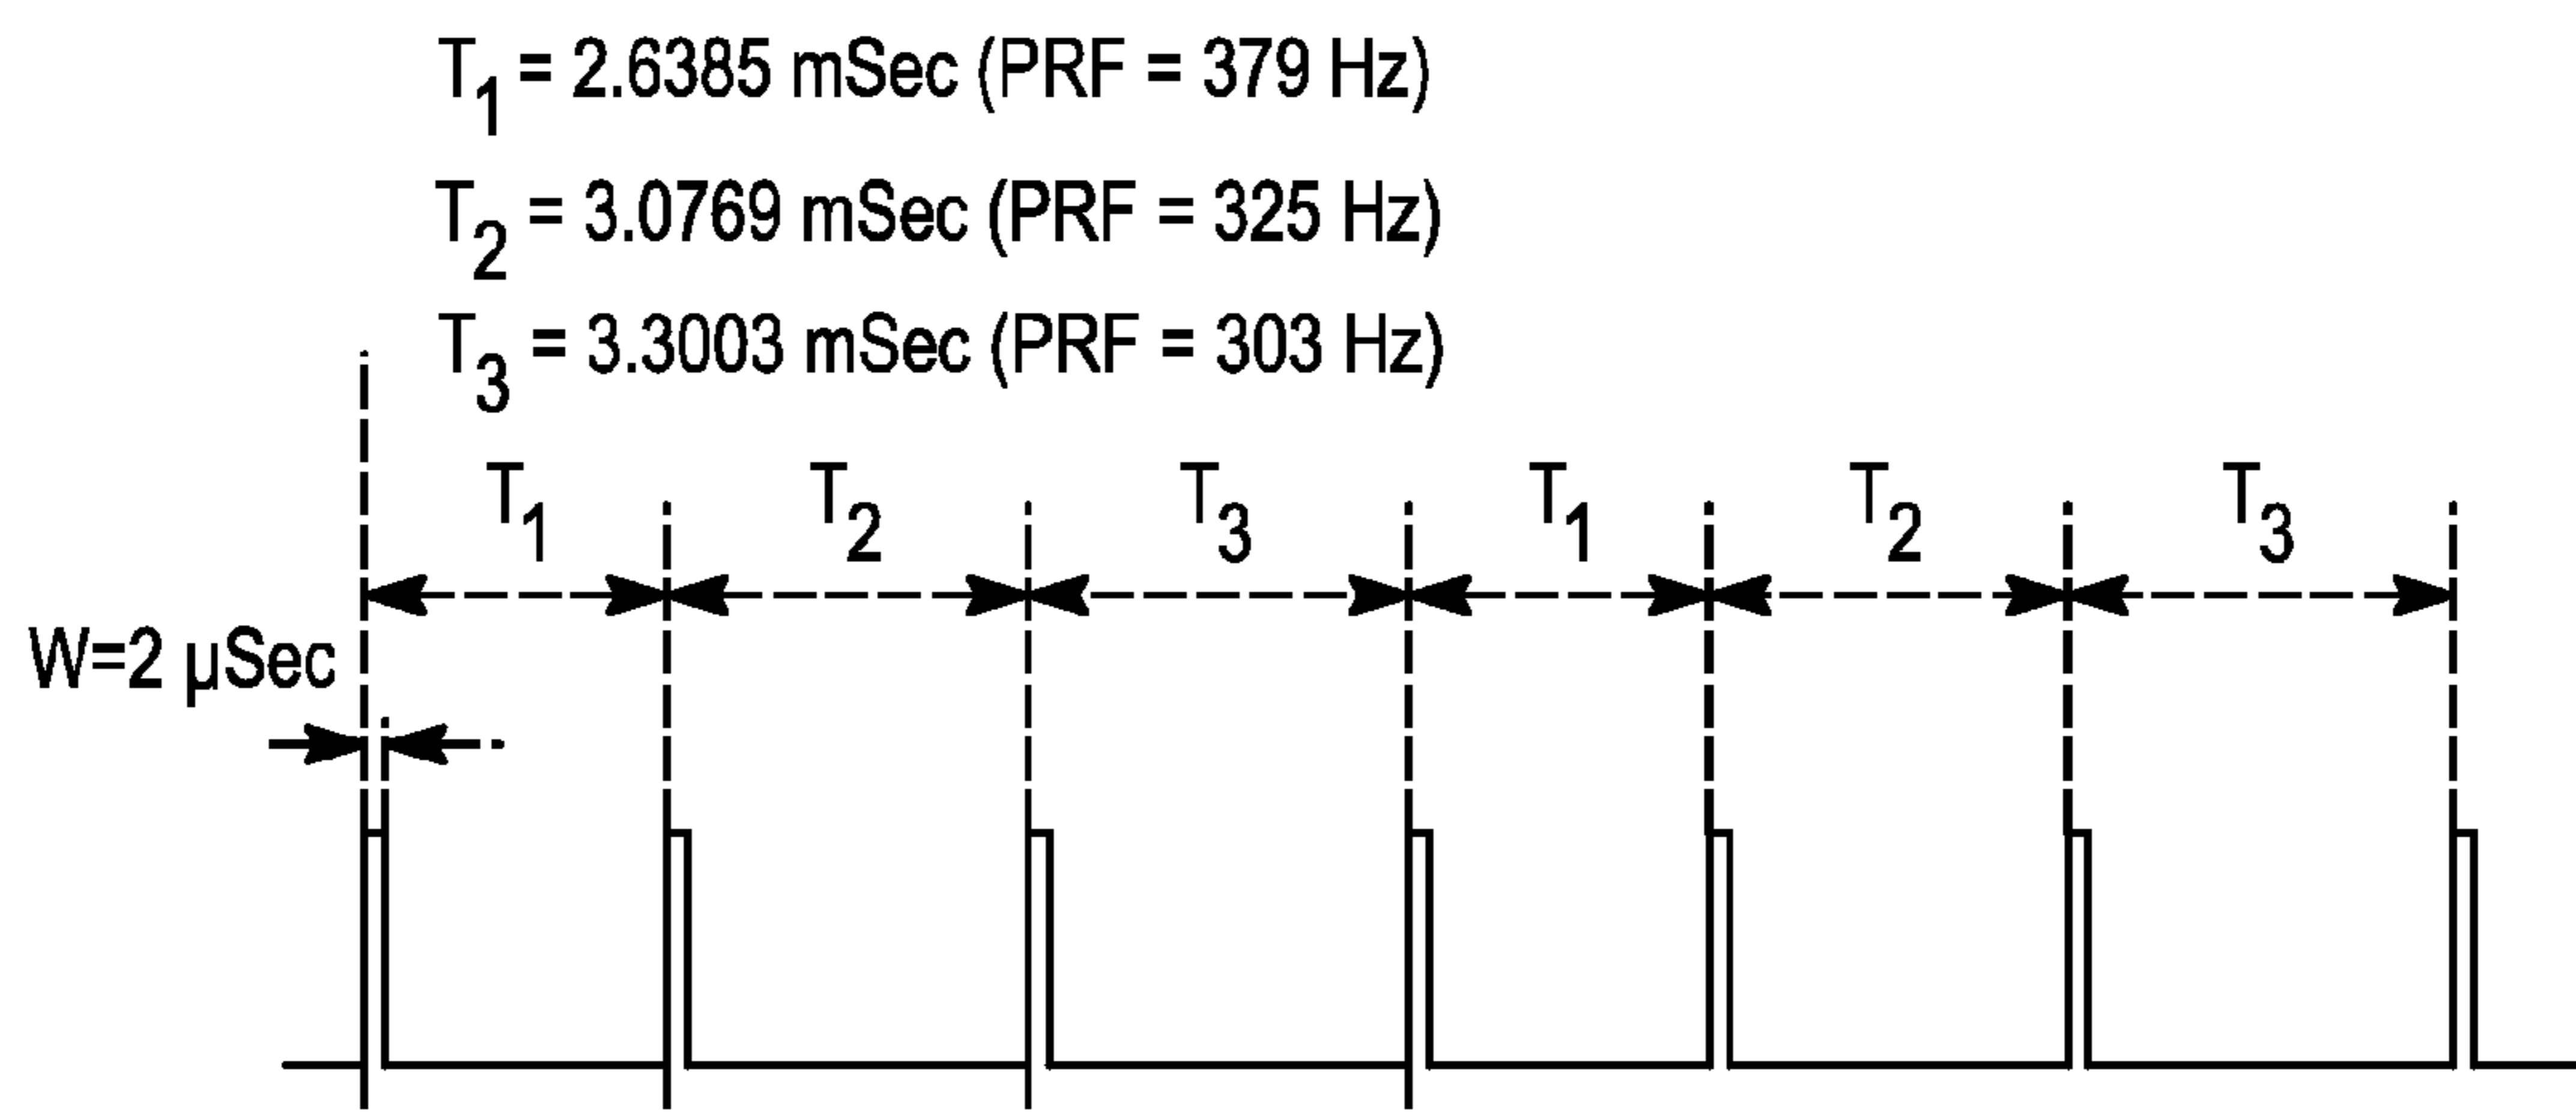 T1 = 2.6385 mSec (PRF = 379 Hz)
T2 = 3.0769 mSec (PRF = 325 Hz)
T3 = 3.3003 mSec (PRF = 303 Hz)
T1 T2 T3 T1 T2 T3
W=2 µSec